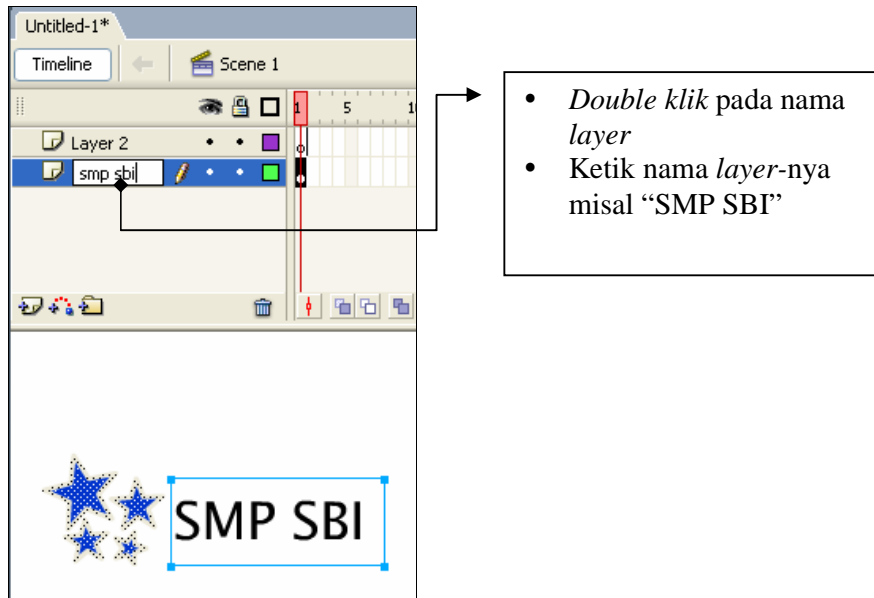 Untitled-1*
Timeline
Scene 1
1 5 1
Layer 2
smp sbi
SMP SBI
• Double klik pada nama
layer
• Ketik nama layer-nya
misal “SMP SBI”